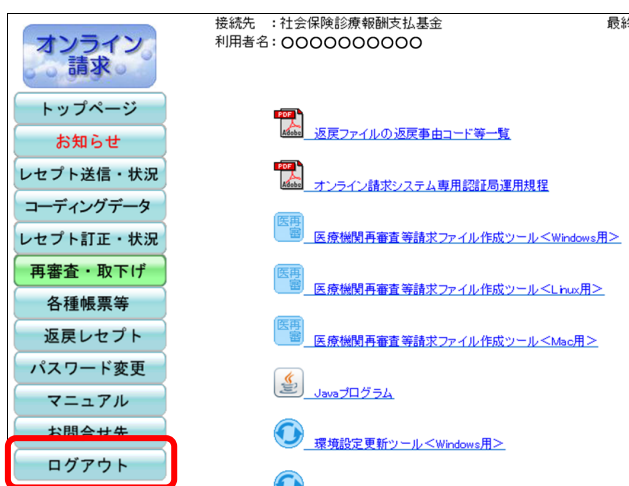 接続先 :社会保険診療報酬支払基金
最終
利用者名:○○○○○○○○○○
オンライン
請求
トップページ
お知らせ
レセプト送信・状況
コーディングデータ
レセプト訂正・状況
再審査・取下げ
各種帳票等
返戻レセプト
パスワード変更
マニュアル
お問合せ先
ログアウト
PDF
Adobe
返戻ファイルの返戻事由コード等一覧
PDF
Adobe
オンライン請求システム専用認証局運用規程
医再
審
医療機関再審査等請求ファイル作成ツール<Windows用>
医再
審
医療機関再審査等請求ファイル作成ツール<Linux用>
医再
審
医療機関再審査等請求ファイル作成ツール<Mac用>
Javaプログラム
環境設定更新ツール<Windows用>